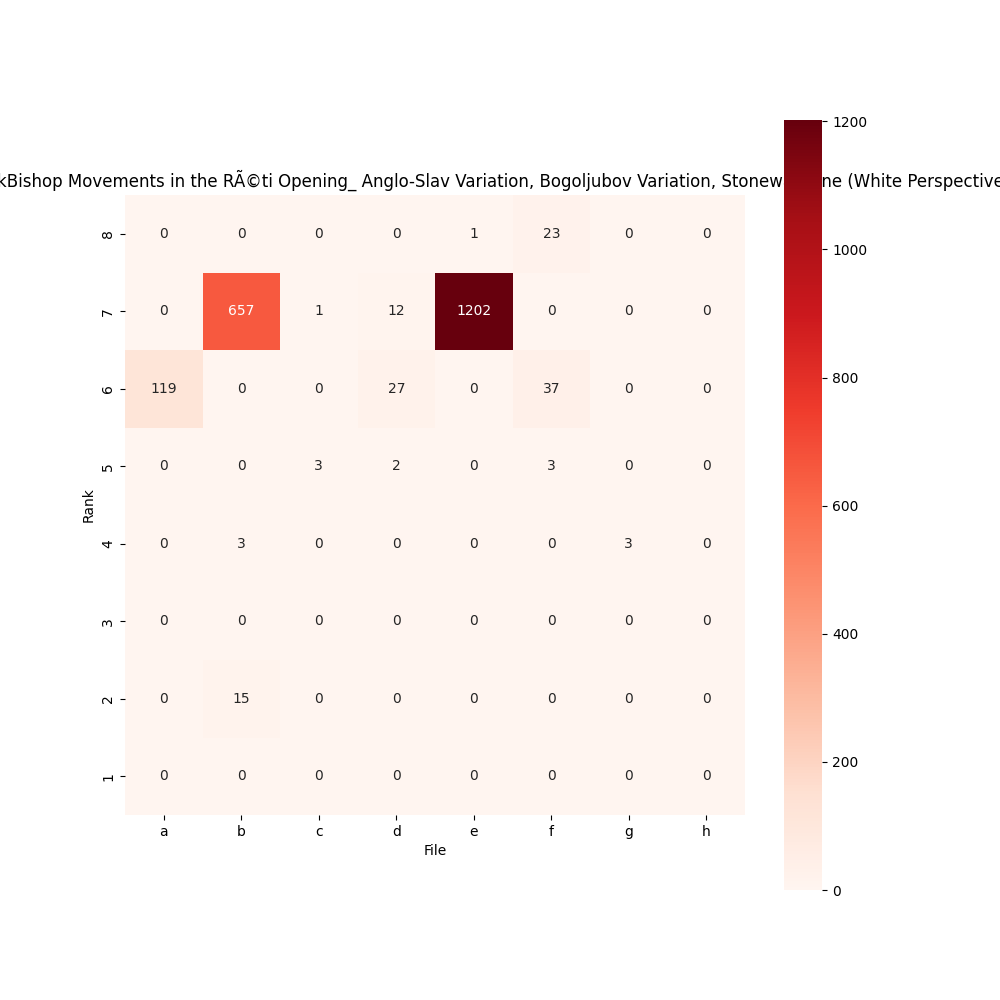 kBishop Movements in the RÃ©ti Opening_ Anglo-Slav Variation, Bogoljubov Variation, Stonew ne (White Perspective
8 0 0 0 0 1 23 0 0
7 0 657 1 12 1202 0 0 0
6 119 0 0 27 0 37 0 0
5 0 0 3 2 0 3 0 0
4 0 3 0 0 0 0 3 0
3 0 0 0 0 0 0 0 0
2 0 15 0 0 0 0 0 0
1 0 0 0 0 0 0 0 0
a b c d e f g h
File
Rank
1200
1000
800
600
400
200
0